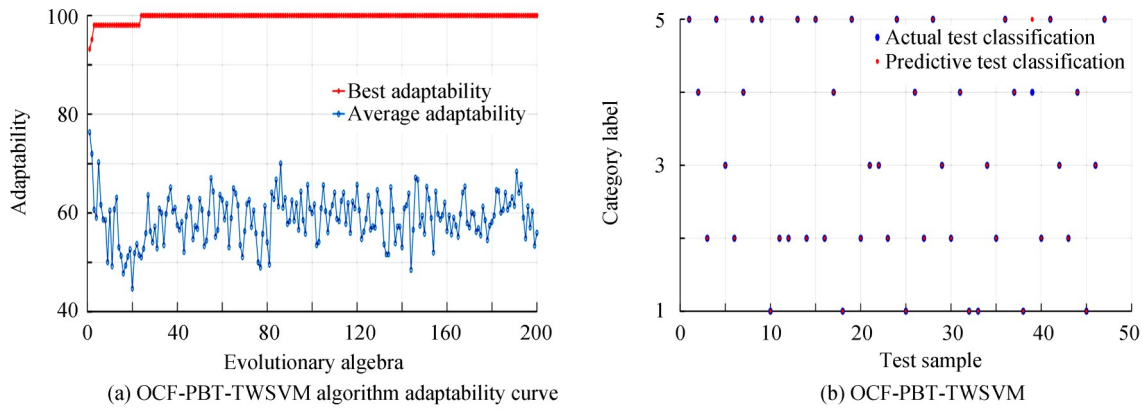 100
80
60
40
Adaptability
Best adaptability
Average adaptability
0
40
80
120
160
200
Evolutionary algebra
(a) OCF-PBT-TWSVM algorithm adaptability curve
5
4
3
2
1
Category label
Actual test classification
Predictive test classification
0
10
20
30
40
50
Test sample
(b) OCF-PBT-TWSVM